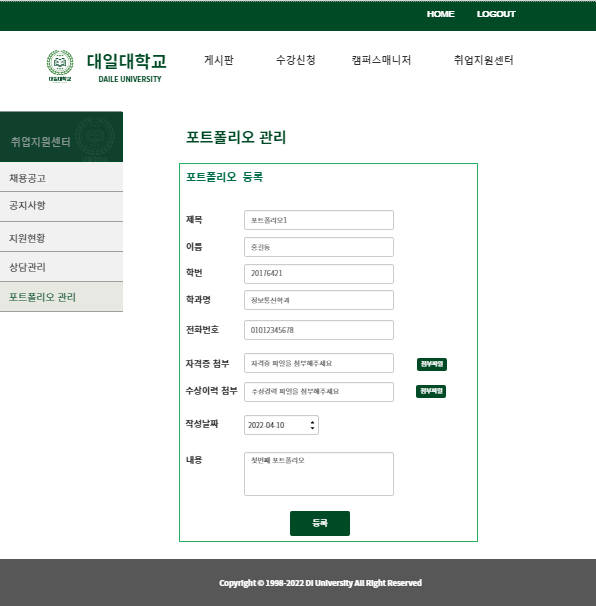 HOME LOGOUT
대일대학교
DAILE UNIVERSITY
대일대학교
게시판 수강신청 캠퍼스매니저 취업지원센터
취업지원센터
채용공고
공지사항
지원현황
상담관리
포트폴리오 관리
포트폴리오 관리
포트폴리오 등록
제목 포트폴리오1
이름 홍길동
학번 20176421
학과명 정보통신학과
전화번호 01012345678
자격증 첨부 자격증 파일을 첨부해주세요 첨부파일
수상이력 첨부 수상경력 파일을 첨부해주세요 첨부파일
작성날짜 2022-04-10
내용 첫번째 포트폴리오
등록
Copyright © 1998-2022 DI University All Right Reserved